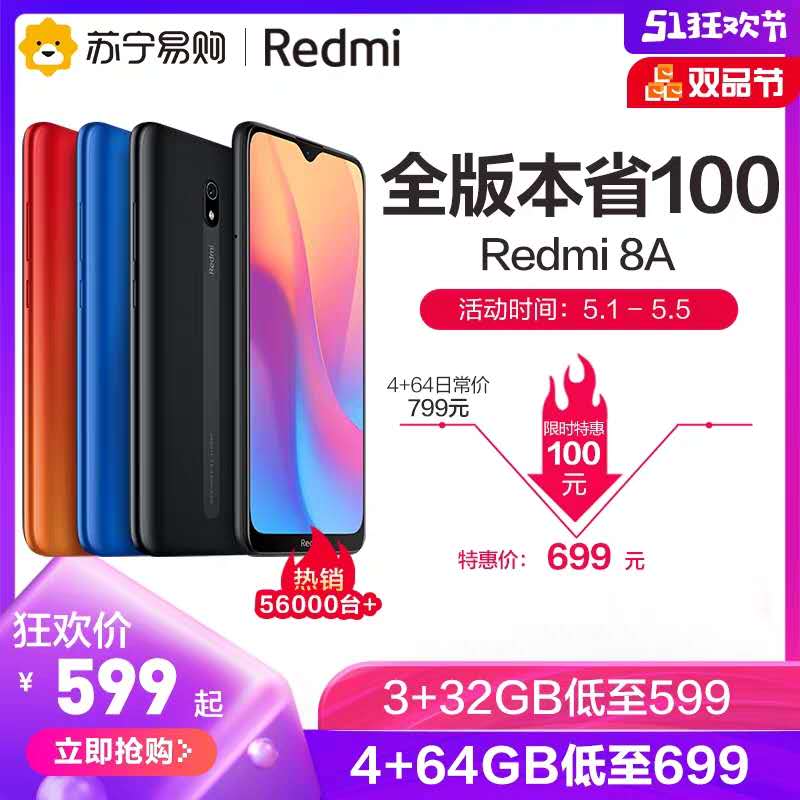 苏宁易购
Redmi
51狂欢节
双品节
全版本省100
Redmi 8A
活动时间：5.1 - 5.5
4+64日常价
799元
限时特惠
100
元
特惠价：699 元
Redmi
热销
56000台+
狂欢价
¥599起
立即抢购>
3+32GB低至599
4+64GB低至699